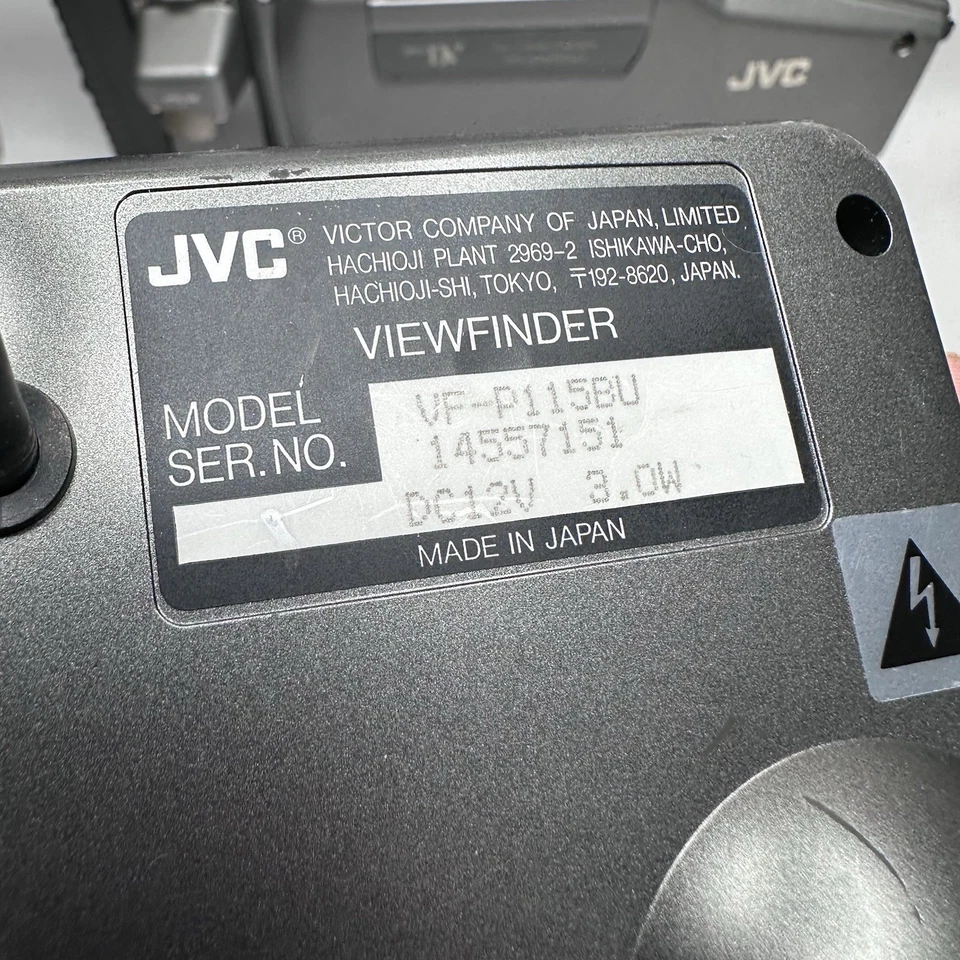 DV
JVC
JVC® VICTOR COMPANY OF JAPAN, LIMITED
HACHIOJI PLANT 2969-2 ISHIKAWA-CHO,
HACHIOJI-SHI, TOKYO, 〒192-8620, JAPAN.
VIEWFINDER
MODEL VF-P115BU
SER. NO. 14557151
DC12V 3.0W
MADE IN JAPAN